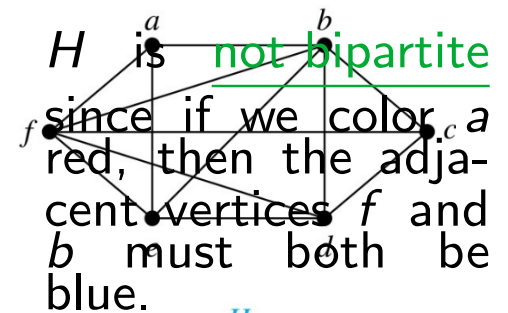 a b
H is not bipartite
since if we color a
f c
red, then the adja-
cent vertices f and
e d
b must both be
blue.
H